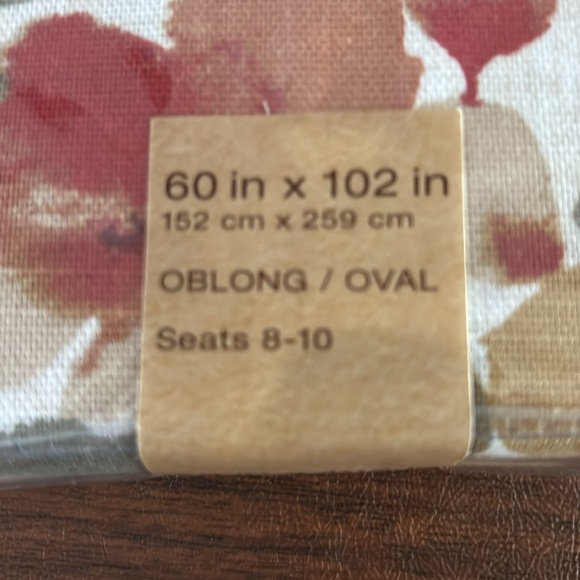 60 in x 102 in
152 cm x 259 cm
OBLONG / OVAL
Seats 8-10